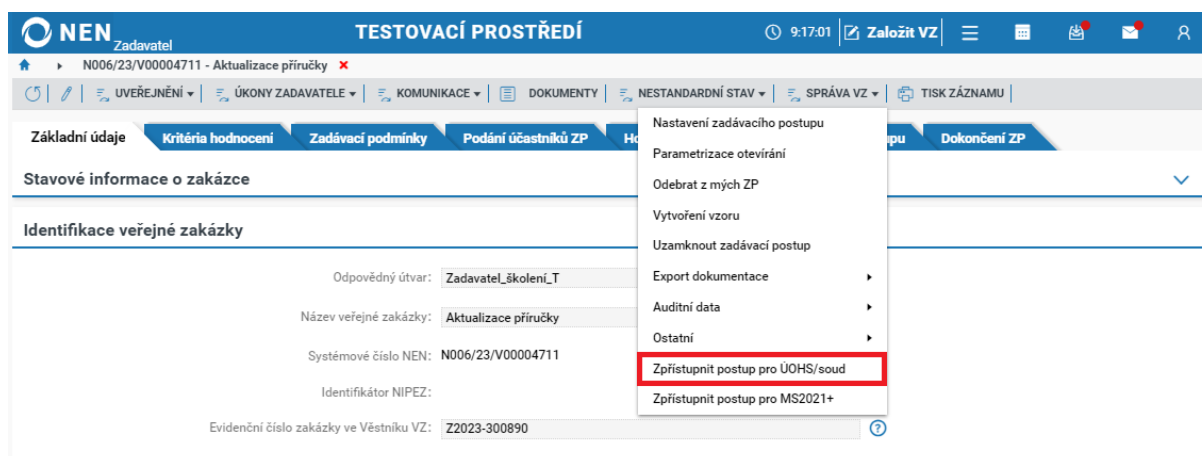 NEN Zadavatel TESTOVACÍ PROSTŘEDÍ 9:17:01 Založit VZ
N006/23/V00004711 - Aktualizace příručky
UVEŘEJNĚNÍ ÚKONY ZADAVATELE KOMUNIKACE DOKUMENTY NESTANDARDNÍ STAV SPRÁVA VZ TISK ZÁZNAMU
Základní údaje Kritéria hodnocení Zadávací podmínky Podání účastníků ZP Ho pu Dokončení ZP
Nastavení zadávacího postupu
Parametrizace otevírání
Odebrat z mých ZP
Vytvoření vzoru
Uzamknout zadávací postup
Export dokumentace
Auditní data
Ostatní
Zpřístupnit postup pro ÚOHS/soud
Zpřístupnit postup pro MS2021+
Stavové informace o zakázce
Identifikace veřejné zakázky
Odpovědný útvar: Zadavatel_školení_T
Název veřejné zakázky: Aktualizace příručky
Systémové číslo NEN: N006/23/V00004711
Identifikátor NIPEZ:
Evidenční číslo zakázky ve Věstníku VZ: Z2023-300890